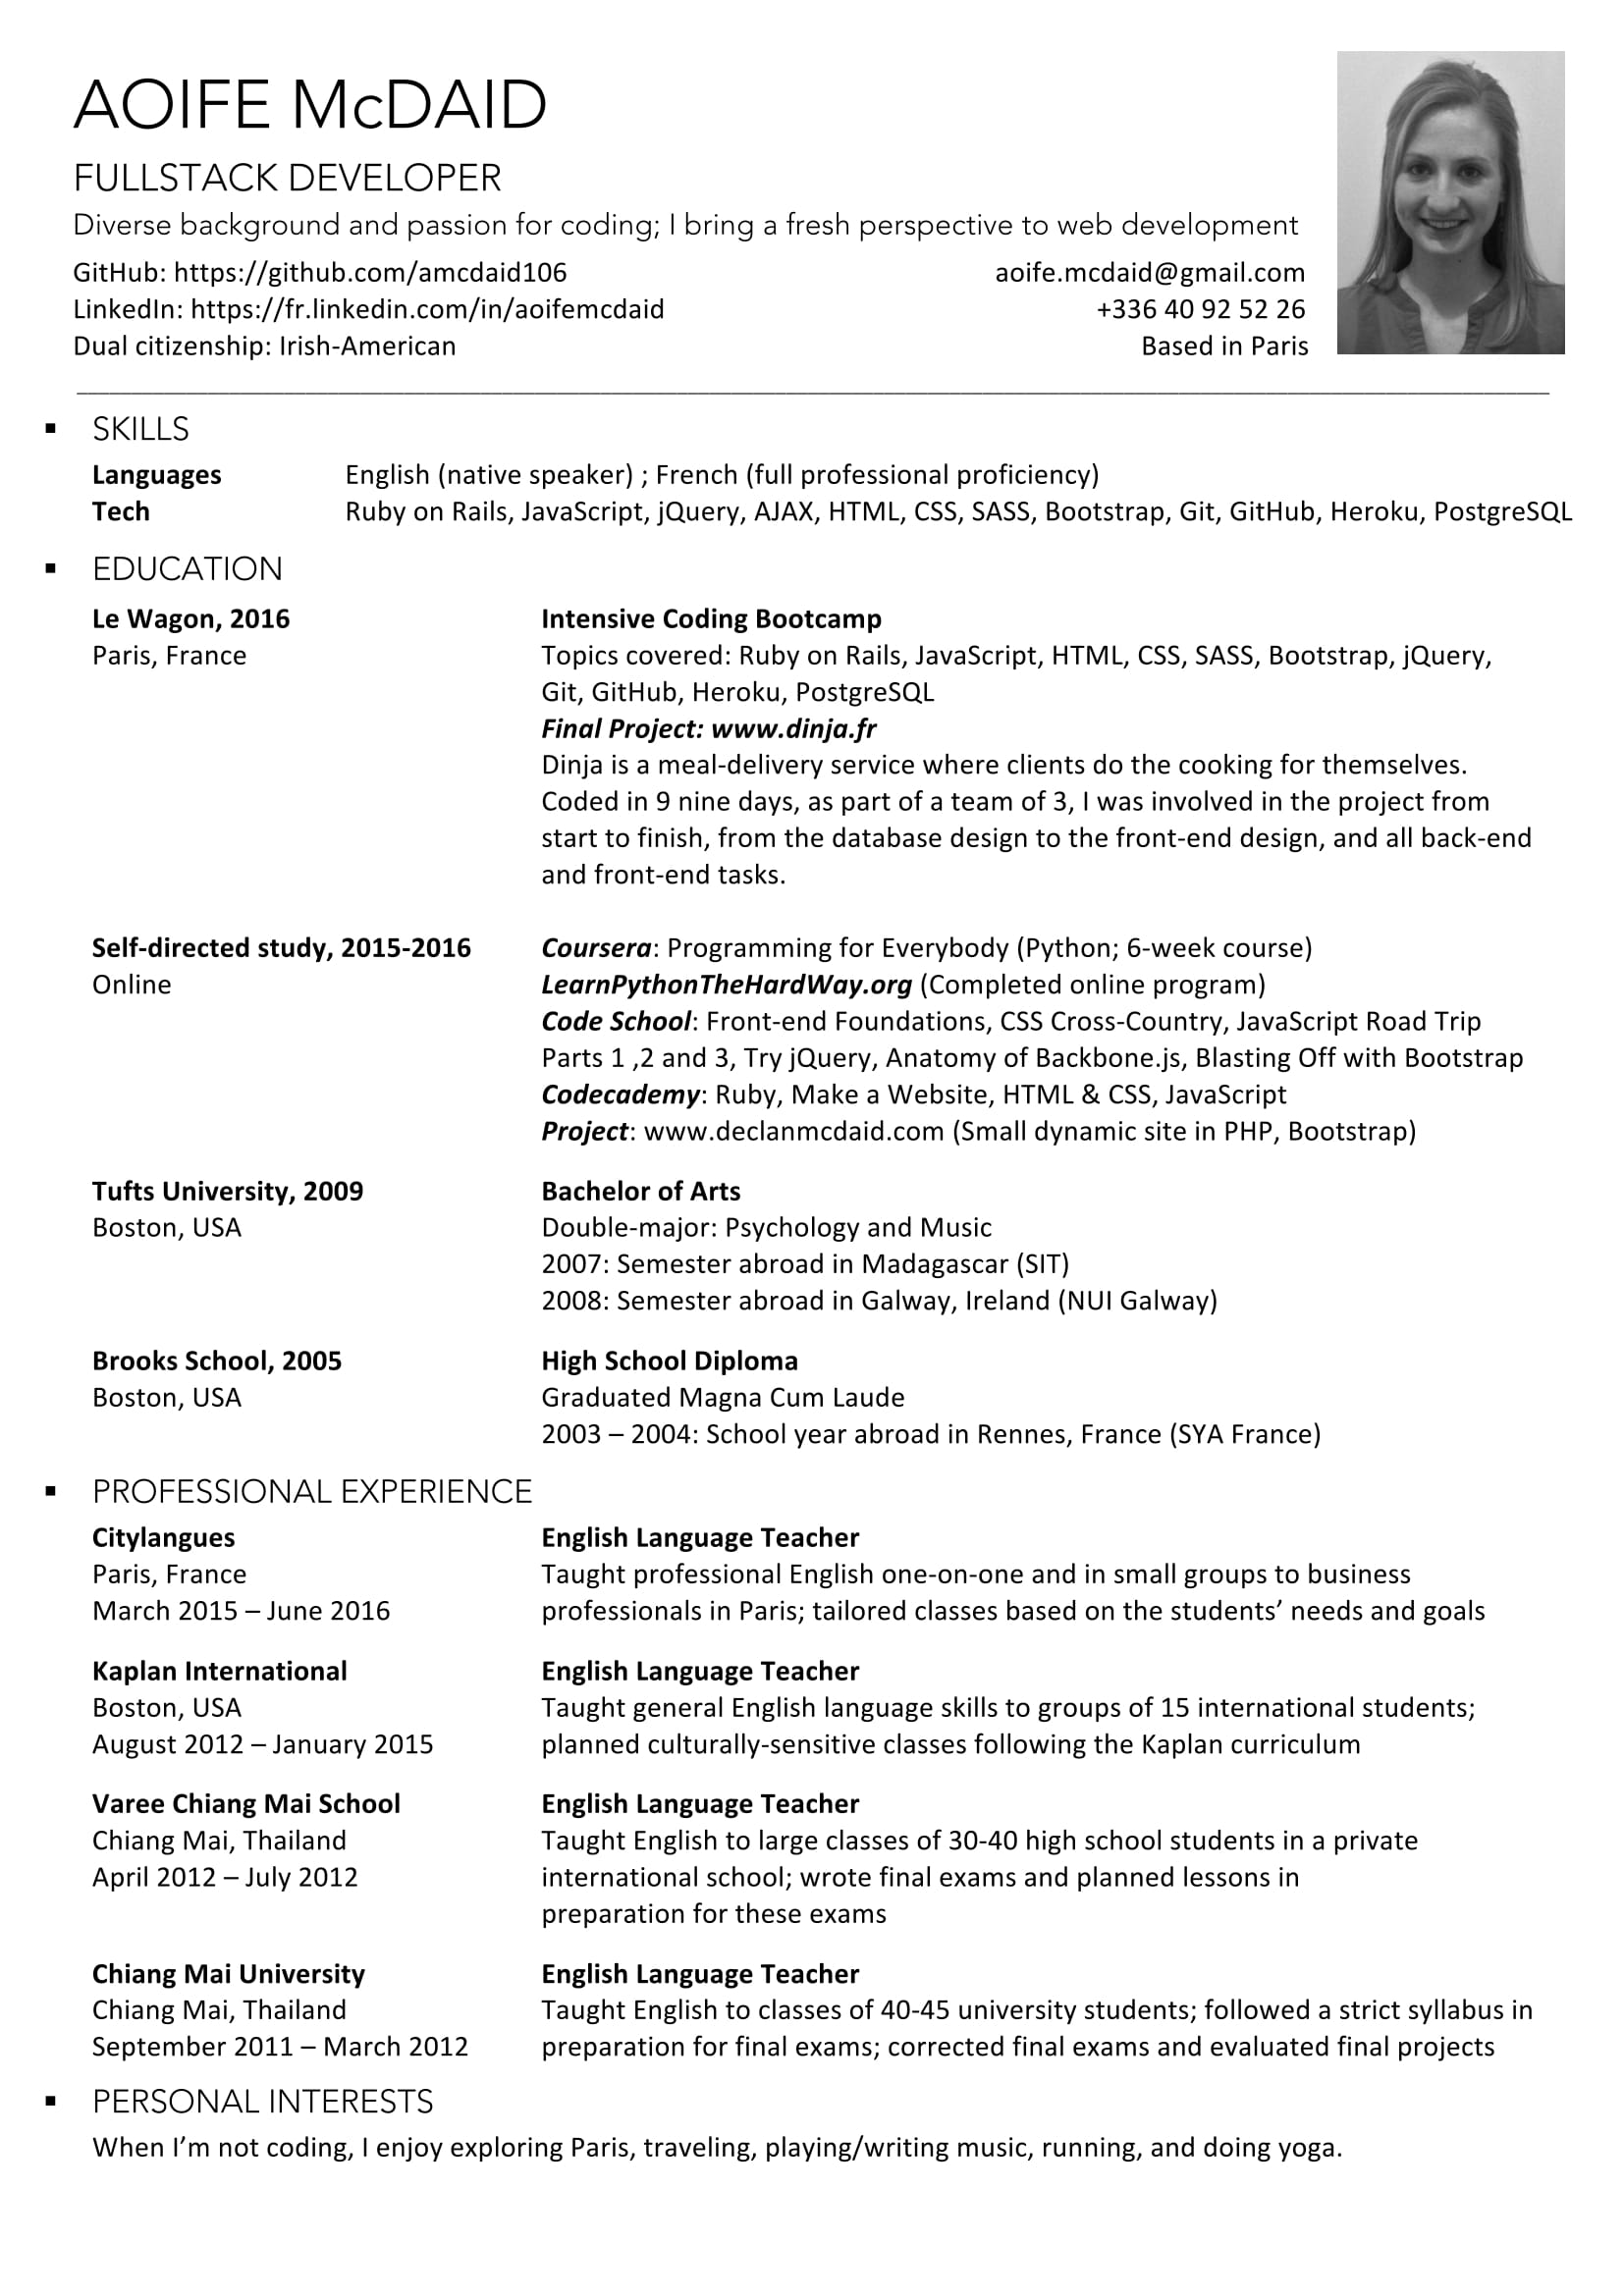 AOIFE McDAID
FULLSTACK DEVELOPER
Diverse background and passion for coding; I bring a fresh perspective to web development
GitHub: https://github.com/amcdaid106 aoife.mcdaid@gmail.com
LinkedIn: https://fr.linkedin.com/in/aoifemcdaid +336 40 92 52 26
Dual citizenship: Irish-American Based in Paris
▪ SKILLS
Languages English (native speaker) ; French (full professional proficiency)
Tech Ruby on Rails, JavaScript, jQuery, AJAX, HTML, CSS, SASS, Bootstrap, Git, GitHub, Heroku, PostgreSQL
▪ EDUCATION
Le Wagon, 2016 Intensive Coding Bootcamp
Paris, France Topics covered: Ruby on Rails, JavaScript, HTML, CSS, SASS, Bootstrap, jQuery,
Git, GitHub, Heroku, PostgreSQL
Final Project: www.dinja.fr
Dinja is a meal-delivery service where clients do the cooking for themselves.
Coded in 9 nine days, as part of a team of 3, I was involved in the project from
start to finish, from the database design to the front-end design, and all back-end
and front-end tasks.
Self-directed study, 2015-2016 Coursera: Programming for Everybody (Python; 6-week course)
Online LearnPythonTheHardWay.org (Completed online program)
Code School: Front-end Foundations, CSS Cross-Country, JavaScript Road Trip
Parts 1 ,2 and 3, Try jQuery, Anatomy of Backbone.js, Blasting Off with Bootstrap
Codecademy: Ruby, Make a Website, HTML & CSS, JavaScript
Project: www.declanmcdaid.com (Small dynamic site in PHP, Bootstrap)
Tufts University, 2009 Bachelor of Arts
Boston, USA Double-major: Psychology and Music
2007: Semester abroad in Madagascar (SIT)
2008: Semester abroad in Galway, Ireland (NUI Galway)
Brooks School, 2005 High School Diploma
Boston, USA Graduated Magna Cum Laude
2003 – 2004: School year abroad in Rennes, France (SYA France)
▪ PROFESSIONAL EXPERIENCE
Citylangues English Language Teacher
Paris, France Taught professional English one-on-one and in small groups to business
March 2015 – June 2016 professionals in Paris; tailored classes based on the students’ needs and goals
Kaplan International English Language Teacher
Boston, USA Taught general English language skills to groups of 15 international students;
August 2012 – January 2015 planned culturally-sensitive classes following the Kaplan curriculum
Varee Chiang Mai School English Language Teacher
Chiang Mai, Thailand Taught English to large classes of 30-40 high school students in a private
April 2012 – July 2012 international school; wrote final exams and planned lessons in
preparation for these exams
Chiang Mai University English Language Teacher
Chiang Mai, Thailand Taught English to classes of 40-45 university students; followed a strict syllabus in
September 2011 – March 2012 preparation for final exams; corrected final exams and evaluated final projects
▪ PERSONAL INTERESTS
When I’m not coding, I enjoy exploring Paris, traveling, playing/writing music, running, and doing yoga.